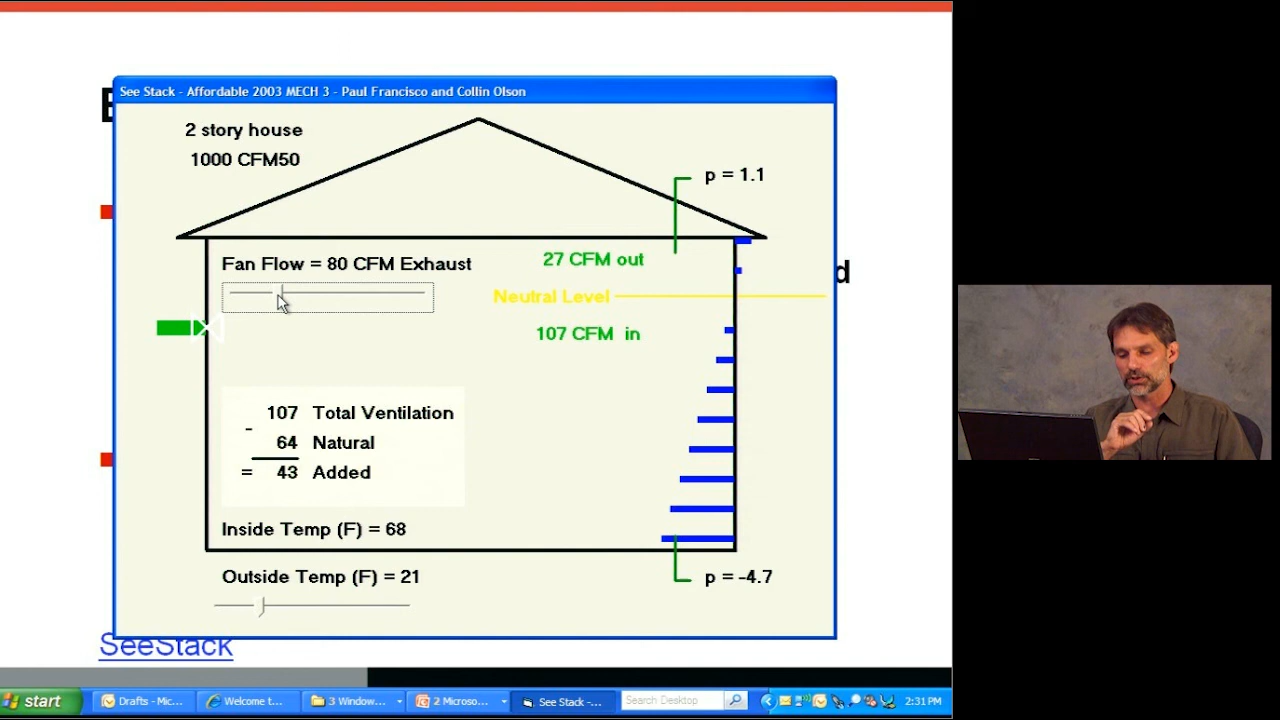 See Stack - Affordable 2003 MECH 3 - Paul Francisco and Collin Olson
2 story house
1000 CFM50
p = 1.1
Fan Flow = 80 CFM Exhaust
27 CFM out
Neutral Level
107 CFM in
107 Total Ventilation
- 64 Natural
= 43 Added
Inside Temp (F) = 68
Outside Temp (F) = 21
p = -4.7
E
d
SeeStack
start
Drafts - Mic...
Welcome t...
3 Window...
2 Microso...
See Stack -...
Search Desktop
2:31 PM